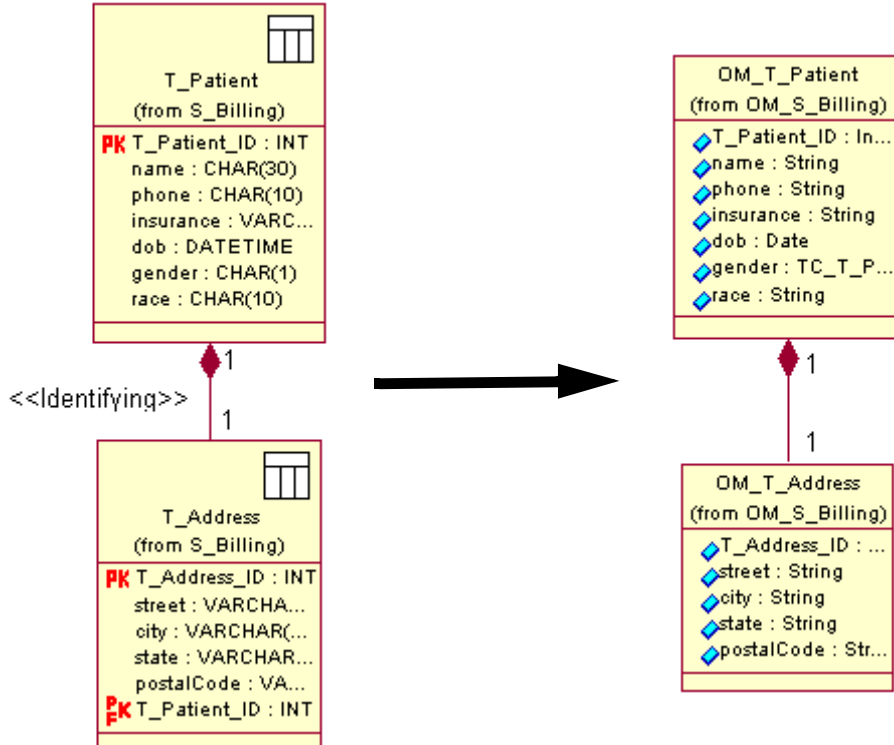 T_Patient
(from S_Billing)
PK T_Patient_ID : INT
name : CHAR(30)
phone : CHAR(10)
insurance : VARC...
dob : DATETIME
gender : CHAR(1)
race : CHAR(10)
1
<<Identifying>>
1
T_Address
(from S_Billing)
PK T_Address_ID : INT
street : VARCHA...
city : VARCHAR(...
state : VARCHAR...
postalCode : VA...
PFK T_Patient_ID : INT
OM_T_Patient
(from OM_S_Billing)
T_Patient_ID : In...
name : String
phone : String
insurance : String
dob : Date
gender : TC_T_P...
race : String
1
1
OM_T_Address
(from OM_S_Billing)
T_Address_ID : ...
street : String
city : String
state : String
postalCode : Str...